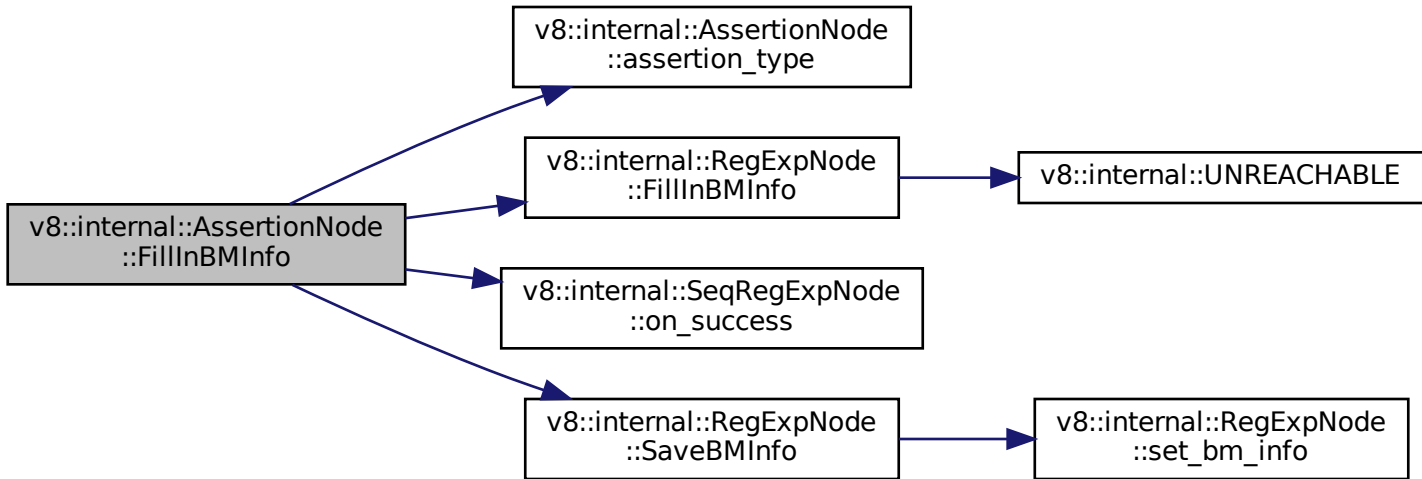 v8::internal::AssertionNode
::FillInBMInfo
v8::internal::AssertionNode
::assertion_type
v8::internal::RegExpNode
::FillInBMInfo
v8::internal::UNREACHABLE
v8::internal::SeqRegExpNode
::on_success
v8::internal::RegExpNode
::SaveBMInfo
v8::internal::RegExpNode
::set_bm_info